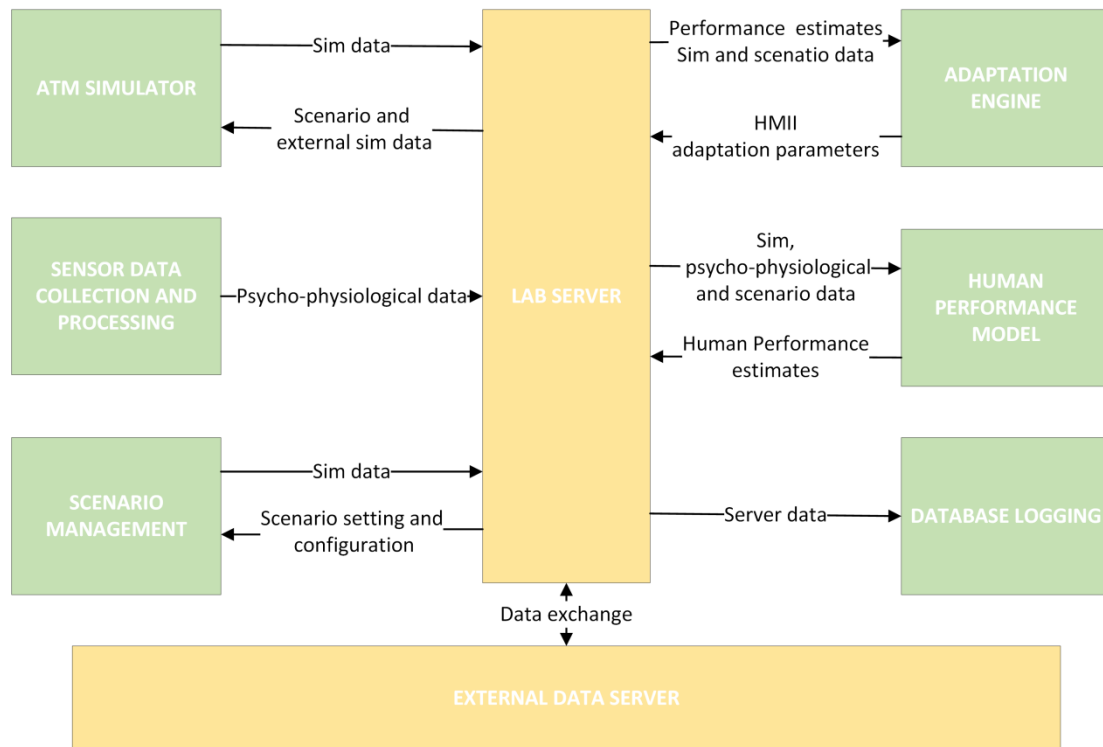 ATM SIMULATOR
Sim data
Scenario and
external sim data
Performance estimates
Sim and scenatio data
HMII
adaptation parameters
ADAPTATION
ENGINE
SENSOR DATA
COLLECTION AND
PROCESSING
Psycho-physiological data
LAB SERVER
Sim,
psycho-physiological
and scenario data
Human Performance
estimates
HUMAN
PERFORMANCE
MODEL
SCENARIO
MANAGEMENT
Sim data
Scenario setting and
configuration
Server data
DATABASE LOGGING
Data exchange
EXTERNAL DATA SERVER